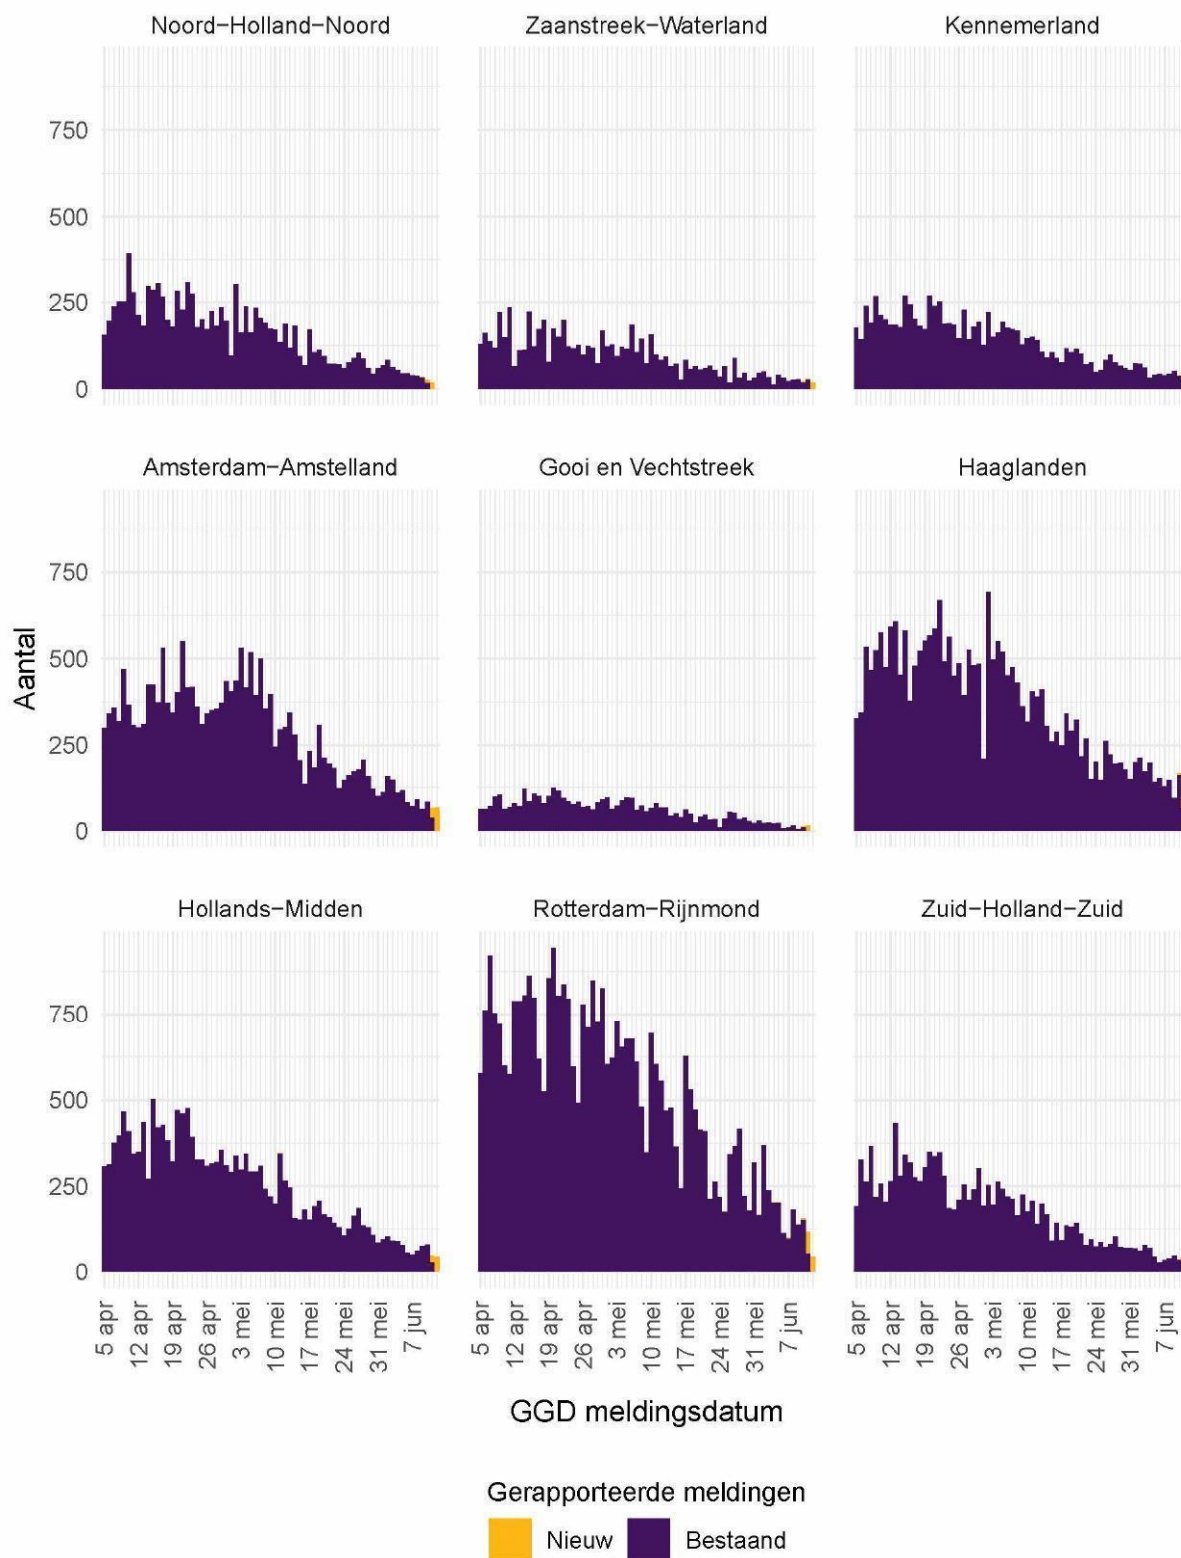 Noord−Holland−Noord
Zaanstreek−Waterland
Kennemerland
750
500
250
0
Amsterdam−Amstelland
Gooi en Vechtstreek
Haaglanden
750
500
250
0
Aantal
Hollands−Midden
Rotterdam−Rijnmond
Zuid−Holland−Zuid
750
500
250
0
5 apr
12 apr
19 apr
26 apr
3 mei
10 mei
17 mei
24 mei
31 mei
7 jun
5 apr
12 apr
19 apr
26 apr
3 mei
10 mei
17 mei
24 mei
31 mei
7 jun
5 apr
12 apr
19 apr
26 apr
3 mei
10 mei
17 mei
24 mei
31 mei
7 jun
GGD meldingsdatum
Gerapporteerde meldingen
Nieuw
Bestaand